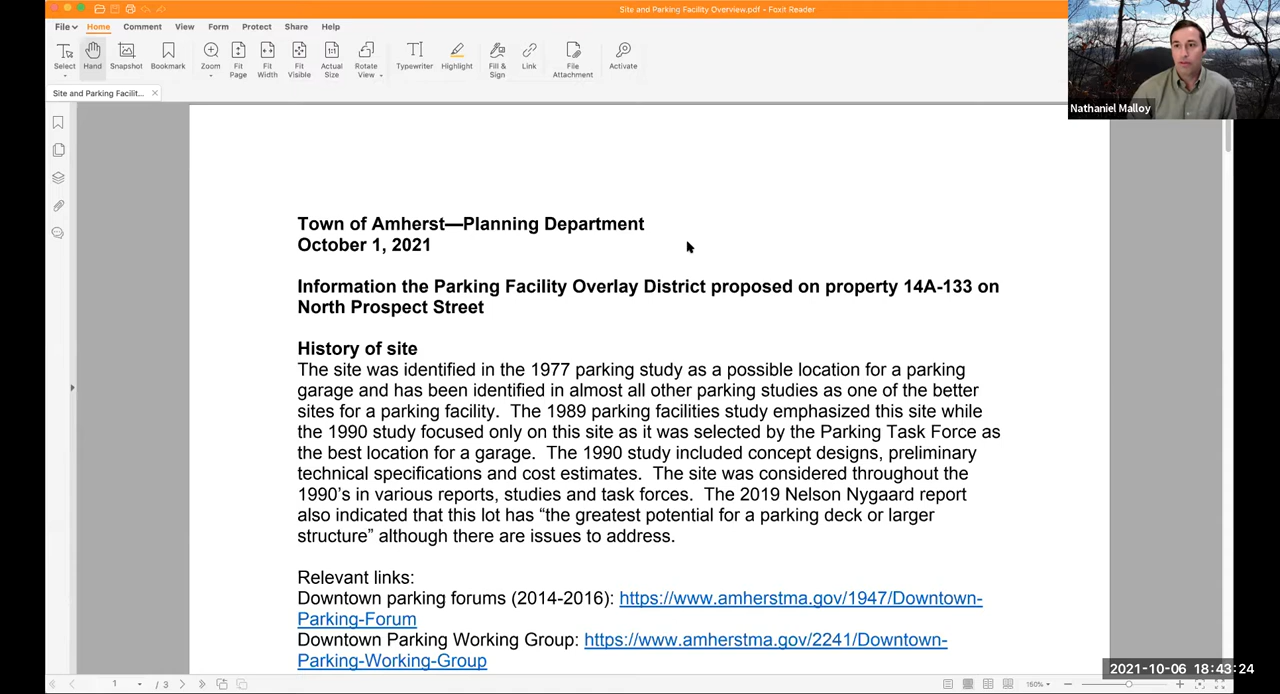 Site and Parking Facility Overview.pdf - Foxit Reader
File Home Comment View Form Protect Share Help
Select Hand Snapshot Bookmark Zoom Fit Page Fit Width Fit Visible Actual Size Rotate View Typewriter Highlight Fill & Sign Link File Attachment Activate
Nathaniel Malloy
Site and Parking Facilit...
Town of Amherst—Planning Department
October 1, 2021
Information the Parking Facility Overlay District proposed on property 14A-133 on
North Prospect Street
History of site
The site was identified in the 1977 parking study as a possible location for a parking
garage and has been identified in almost all other parking studies as one of the better
sites for a parking facility.  The 1989 parking facilities study emphasized this site while
the 1990 study focused only on this site as it was selected by the Parking Task Force as
the best location for a garage.  The 1990 study included concept designs, preliminary
technical specifications and cost estimates.  The site was considered throughout the
1990's in various reports, studies and task forces.  The 2019 Nelson Nygaard report
also indicated that this lot has “the greatest potential for a parking deck or larger
structure” although there are issues to address.
Relevant links:
Downtown parking forums (2014-2016): https://www.amherstma.gov/1947/Downtown-
Parking-Forum
Downtown Parking Working Group: https://www.amherstma.gov/2241/Downtown-
Parking-Working-Group
1 / 3
150%
2021-10-06 18:43:24